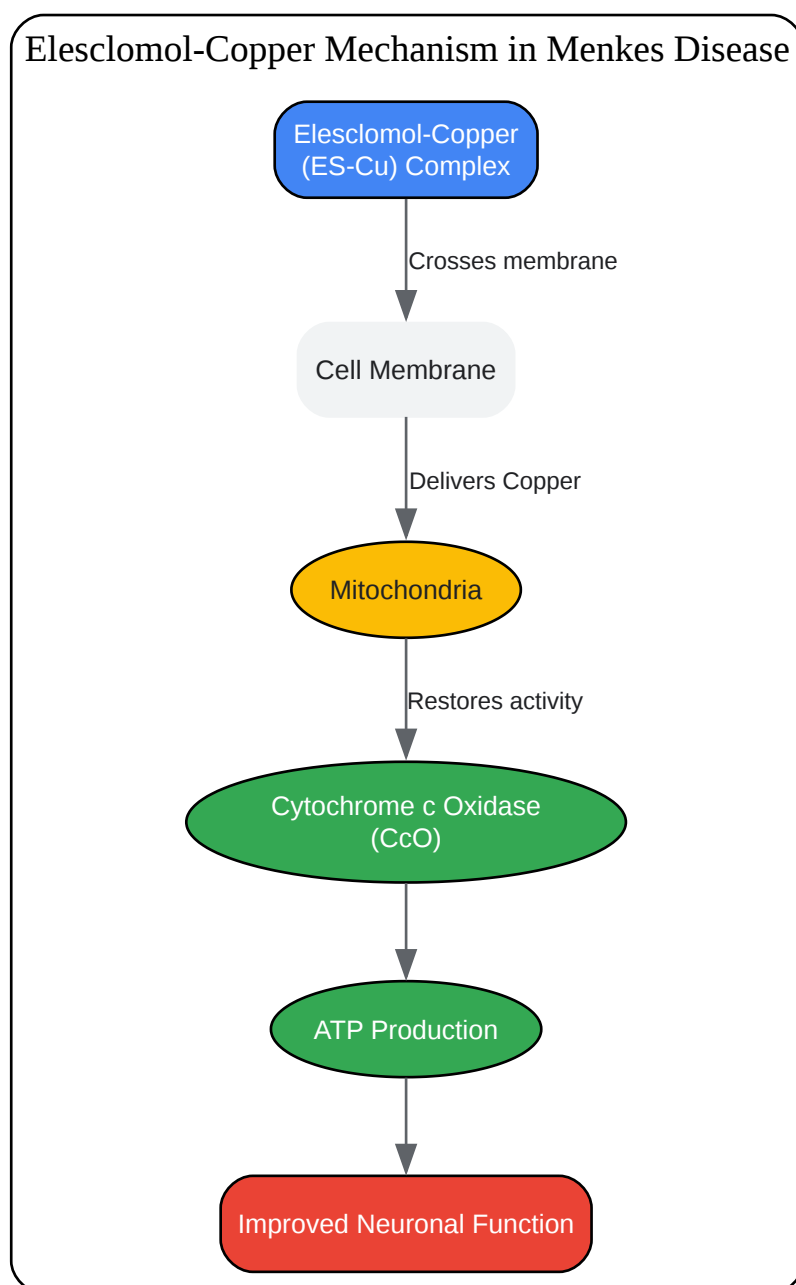 Elesclomol-Copper Mechanism in Menkes Disease
Elesclomol-Copper
(ES-Cu) Complex
Crosses membrane
Cell Membrane
Delivers Copper
Mitochondria
Restores activity
Cytochrome c Oxidase
(CcO)
ATP Production
Improved Neuronal Function